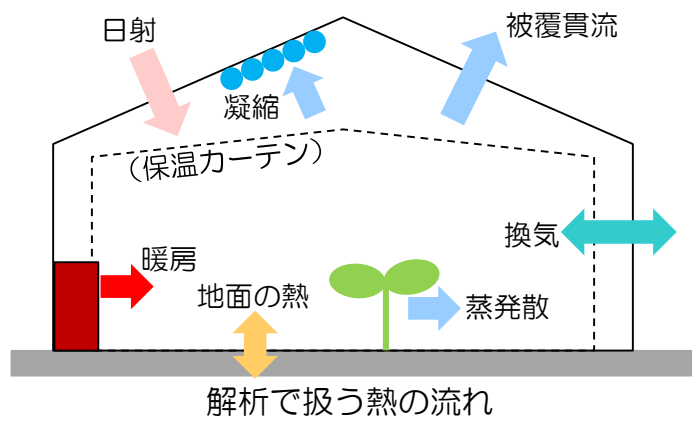 日射
被覆貫流
凝縮
（保温カーテン）
換気
暖房
地面の熱
蒸発散
解析で扱う熱の流れ